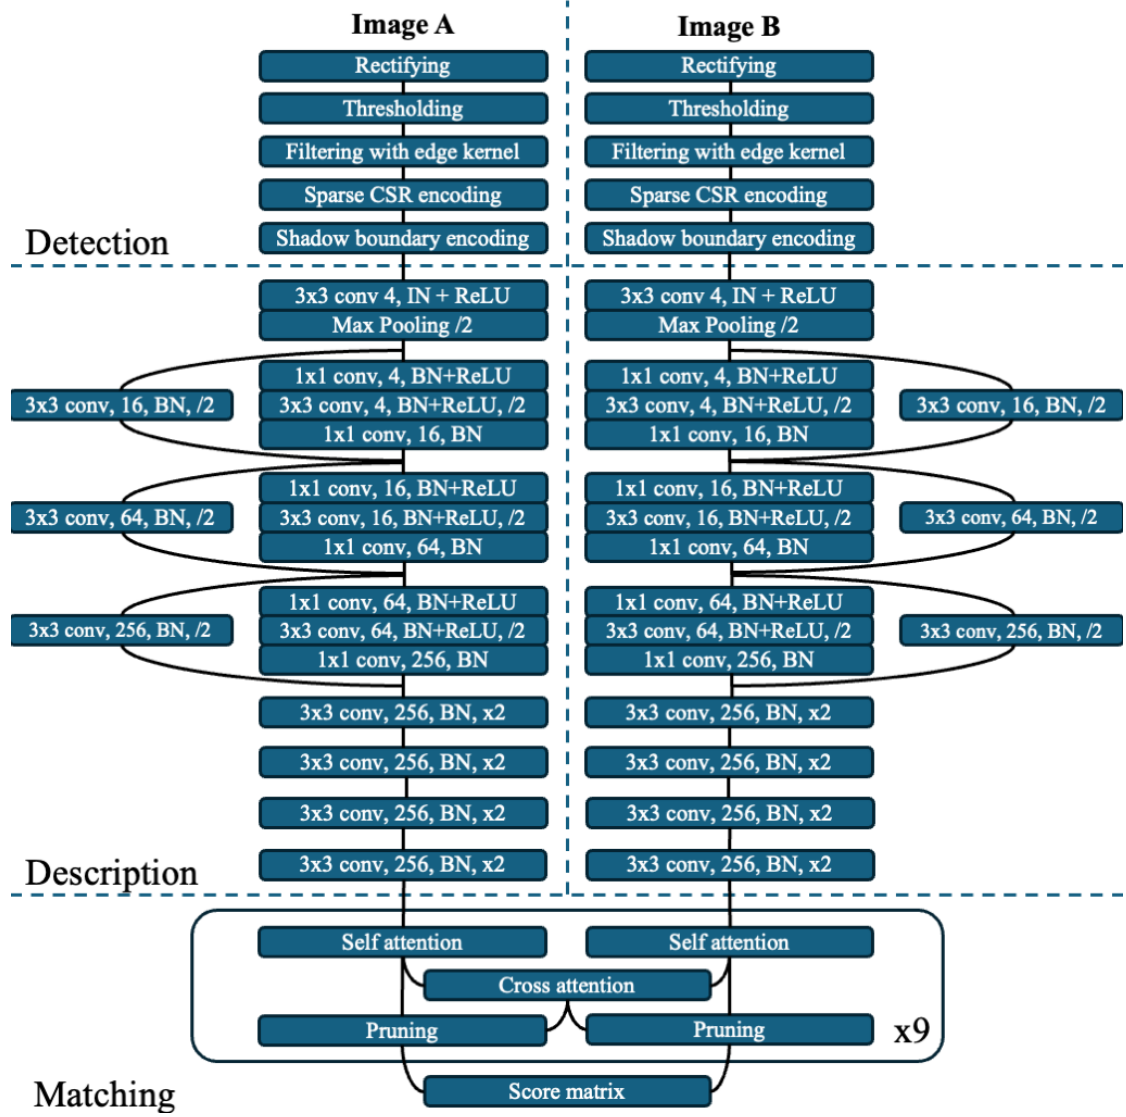 Image A
Image B
Rectifying
Rectifying
Thresholding
Thresholding
Filtering with edge kernel
Filtering with edge kernel
Sparse CSR encoding
Sparse CSR encoding
Shadow boundary encoding
Shadow boundary encoding
Detection
3x3 conv 4, IN + ReLU
3x3 conv 4, IN + ReLU
Max Pooling /2
Max Pooling /2
1x1 conv, 4, BN+ReLU
1x1 conv, 4, BN+ReLU
3x3 conv, 16, BN, /2
3x3 conv, 4, BN+ReLU, /2
3x3 conv, 4, BN+ReLU, /2
3x3 conv, 16, BN, /2
1x1 conv, 16, BN
1x1 conv, 16, BN
1x1 conv, 16, BN+ReLU
1x1 conv, 16, BN+ReLU
3x3 conv, 64, BN, /2
3x3 conv, 16, BN+ReLU, /2
3x3 conv, 16, BN+ReLU, /2
3x3 conv, 64, BN, /2
1x1 conv, 64, BN
1x1 conv, 64, BN
1x1 conv, 64, BN+ReLU
1x1 conv, 64, BN+ReLU
3x3 conv, 256, BN, /2
3x3 conv, 64, BN+ReLU, /2
3x3 conv, 64, BN+ReLU, /2
3x3 conv, 256, BN, /2
1x1 conv, 256, BN
1x1 conv, 256, BN
3x3 conv, 256, BN, x2
3x3 conv, 256, BN, x2
3x3 conv, 256, BN, x2
3x3 conv, 256, BN, x2
3x3 conv, 256, BN, x2
3x3 conv, 256, BN, x2
3x3 conv, 256, BN, x2
3x3 conv, 256, BN, x2
Description
Self attention
Self attention
Cross attention
Pruning
Pruning
x9
Score matrix
Matching